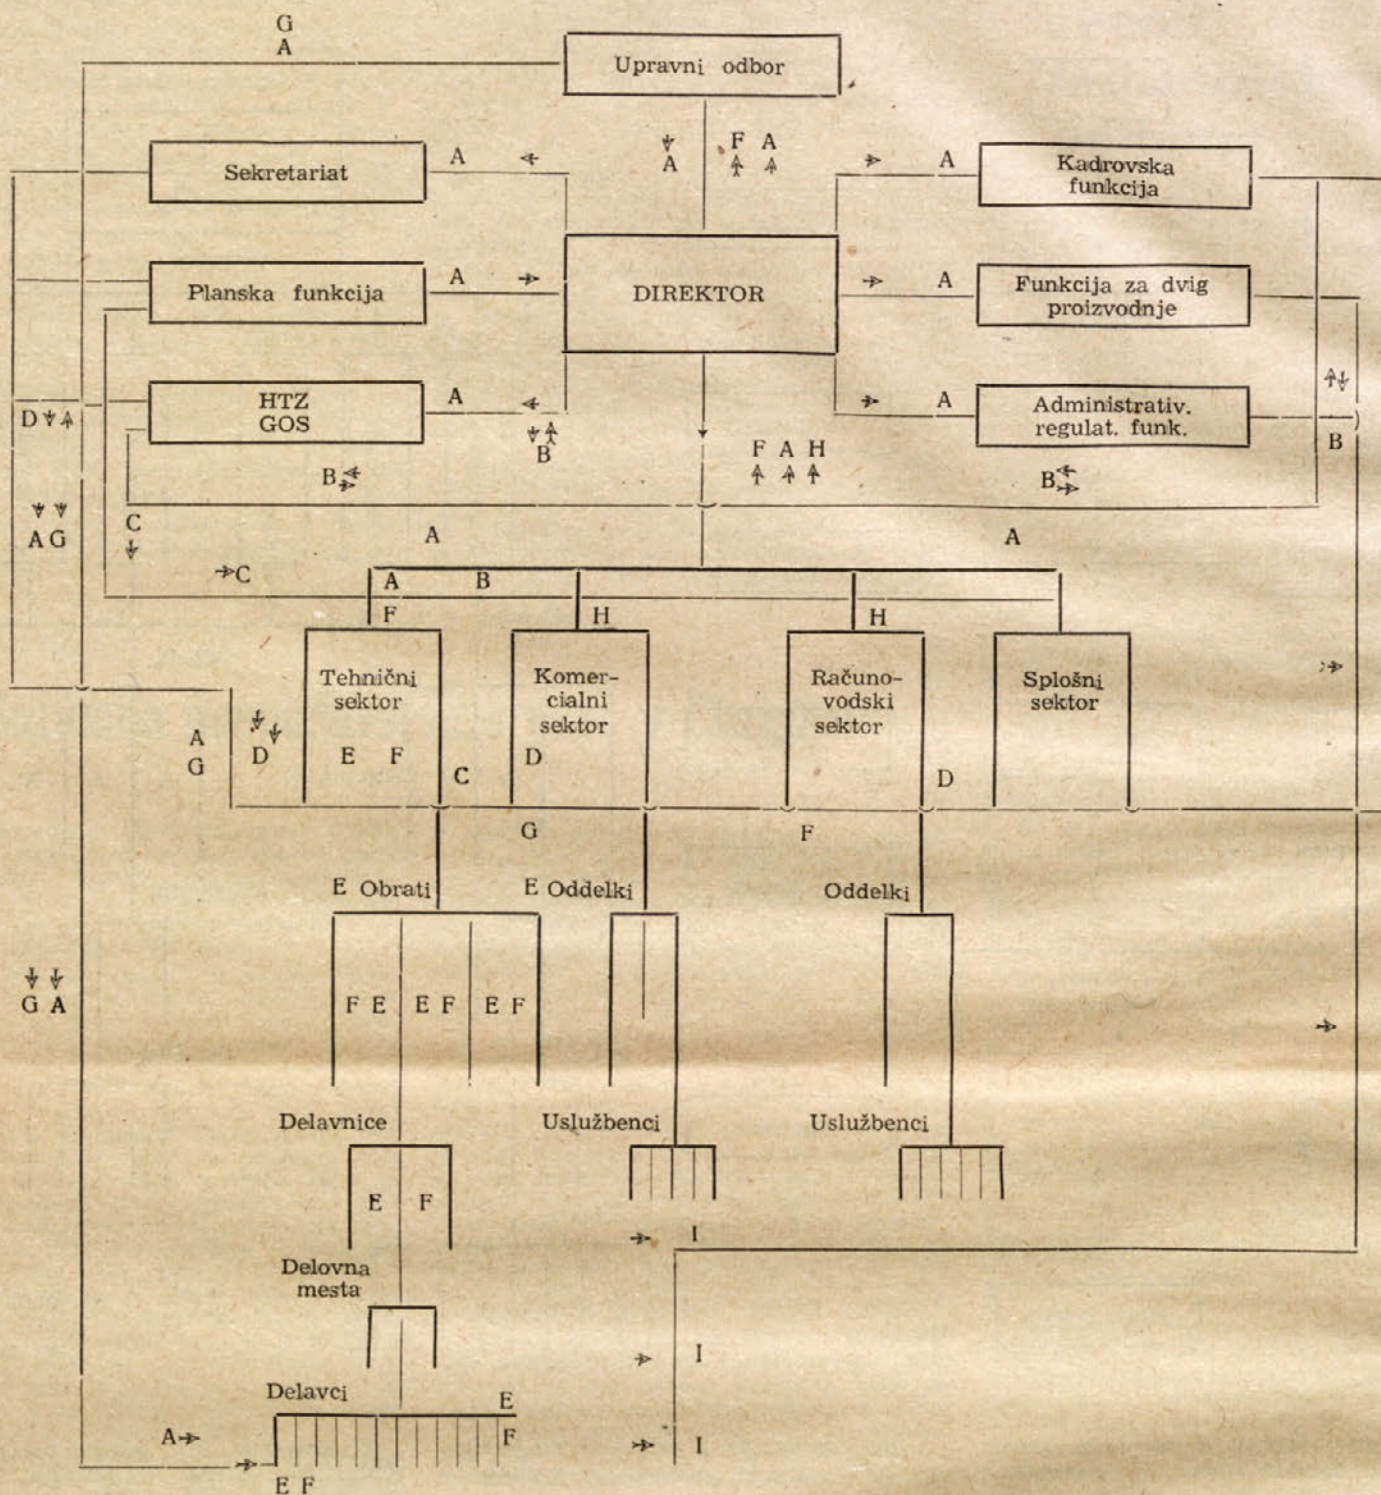 G
A
Upravni odbor
A
F A
A
A
Sekretariat
Kadrovska
funkcija
A
A
Planska funkcija
DIREKTOR
Funkcija za dvig
proizvodnje
A
A
HTZ
GOS
Administrativ.
regulat. funk.
D
B
F A H
B
B
B
A G
C
A
A
C
A
B
F
H
H
Tehnični
sektor
Komer-
cialni
sektor
Računo-
vodski
sektor
Splošni
sektor
A
G
D
E F
D
C
D
G
F
E Obrati
E Oddelki
Oddelki
G A
F E E F E F
Delavnice
Uslužbenci
Uslužbenci
E F
I
Delovna
mesta
I
Delavci
E
A
F
I
E F